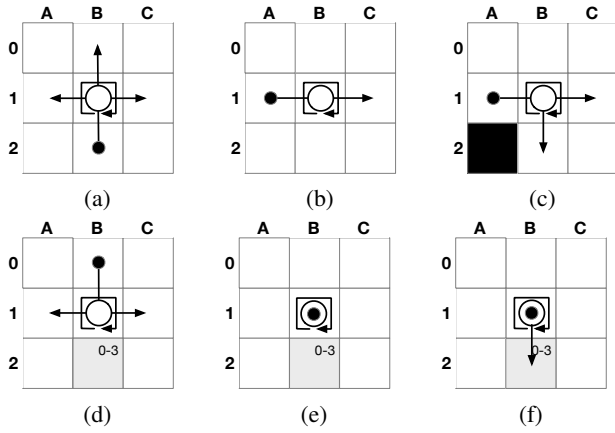 A B C A B C A B C
0 0 0
1 1 1
2 2 2
(a) (b) (c)
A B C A B C A B C
0 0 0
1 1 1
2 0-3 2 0-3 2 0-3
(d) (e) (f)